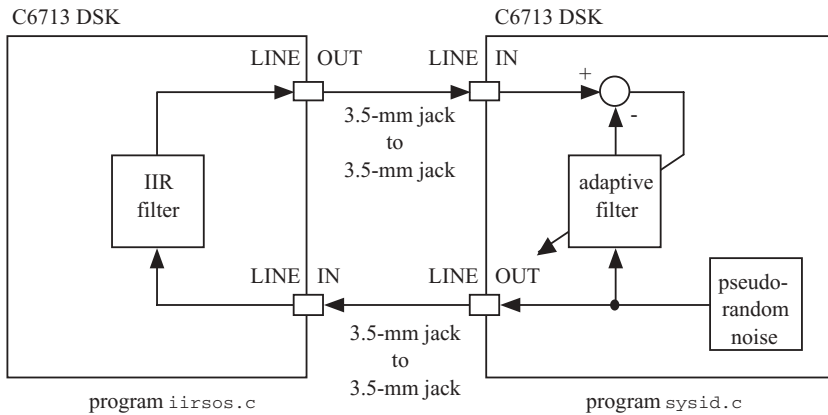 C6713 DSK
C6713 DSK
LINE OUT
LINE IN
+
-
3.5-mm jack
to
3.5-mm jack
IIR
filter
adaptive
filter
LINE IN
LINE OUT
pseudo-
random
noise
3.5-mm jack
to
3.5-mm jack
program iirsos.c
program sysid.c